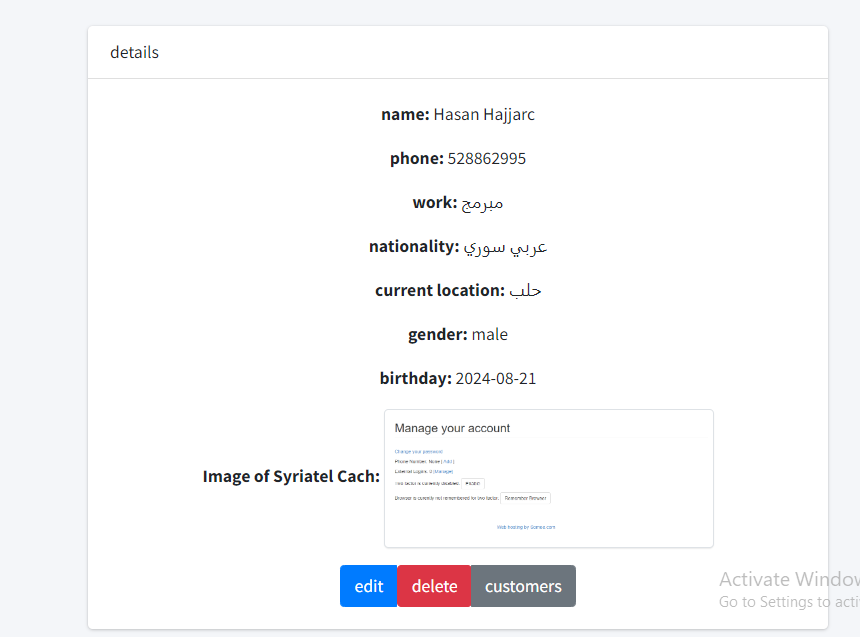 details
name: Hasan Hajjarc
phone: 528862995
work: مبرمج
nationality: عربي سوري
current location: حلب
gender: male
birthday: 2024-08-21
Image of Syriatel Cach:
Manage your account
Change your password
Phone Number: None [ Add ]
External Logins: 0 [Manage]
Two factor is currently disabled. Enable
Browser is currently not remembered for two factor. Remember Browser
Web hosting by Somee.com
edit delete customers
Activate Window
Go to Settings to acti